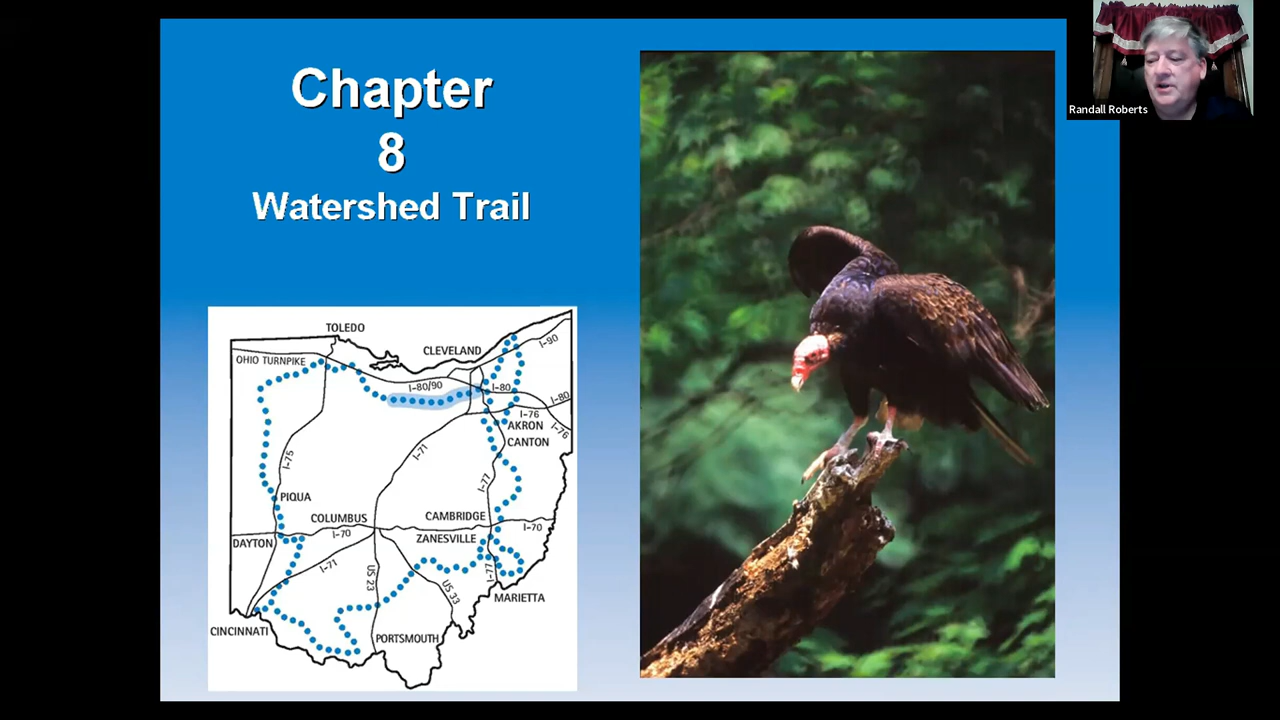 Chapter
8
Watershed Trail
TOLEDO
OHIO TURNPIKE
CLEVELAND
I-90
I-80/90
I-80
I-80
I-76
I-76
AKRON
CANTON
I-71
I-75
I-77
PIQUA
COLUMBUS
CAMBRIDGE
I-70
I-70
DAYTON
ZANESVILLE
I-71
US 23
US 33
I-77
MARIETTA
CINCINNATI
PORTSMOUTH
Randall Roberts